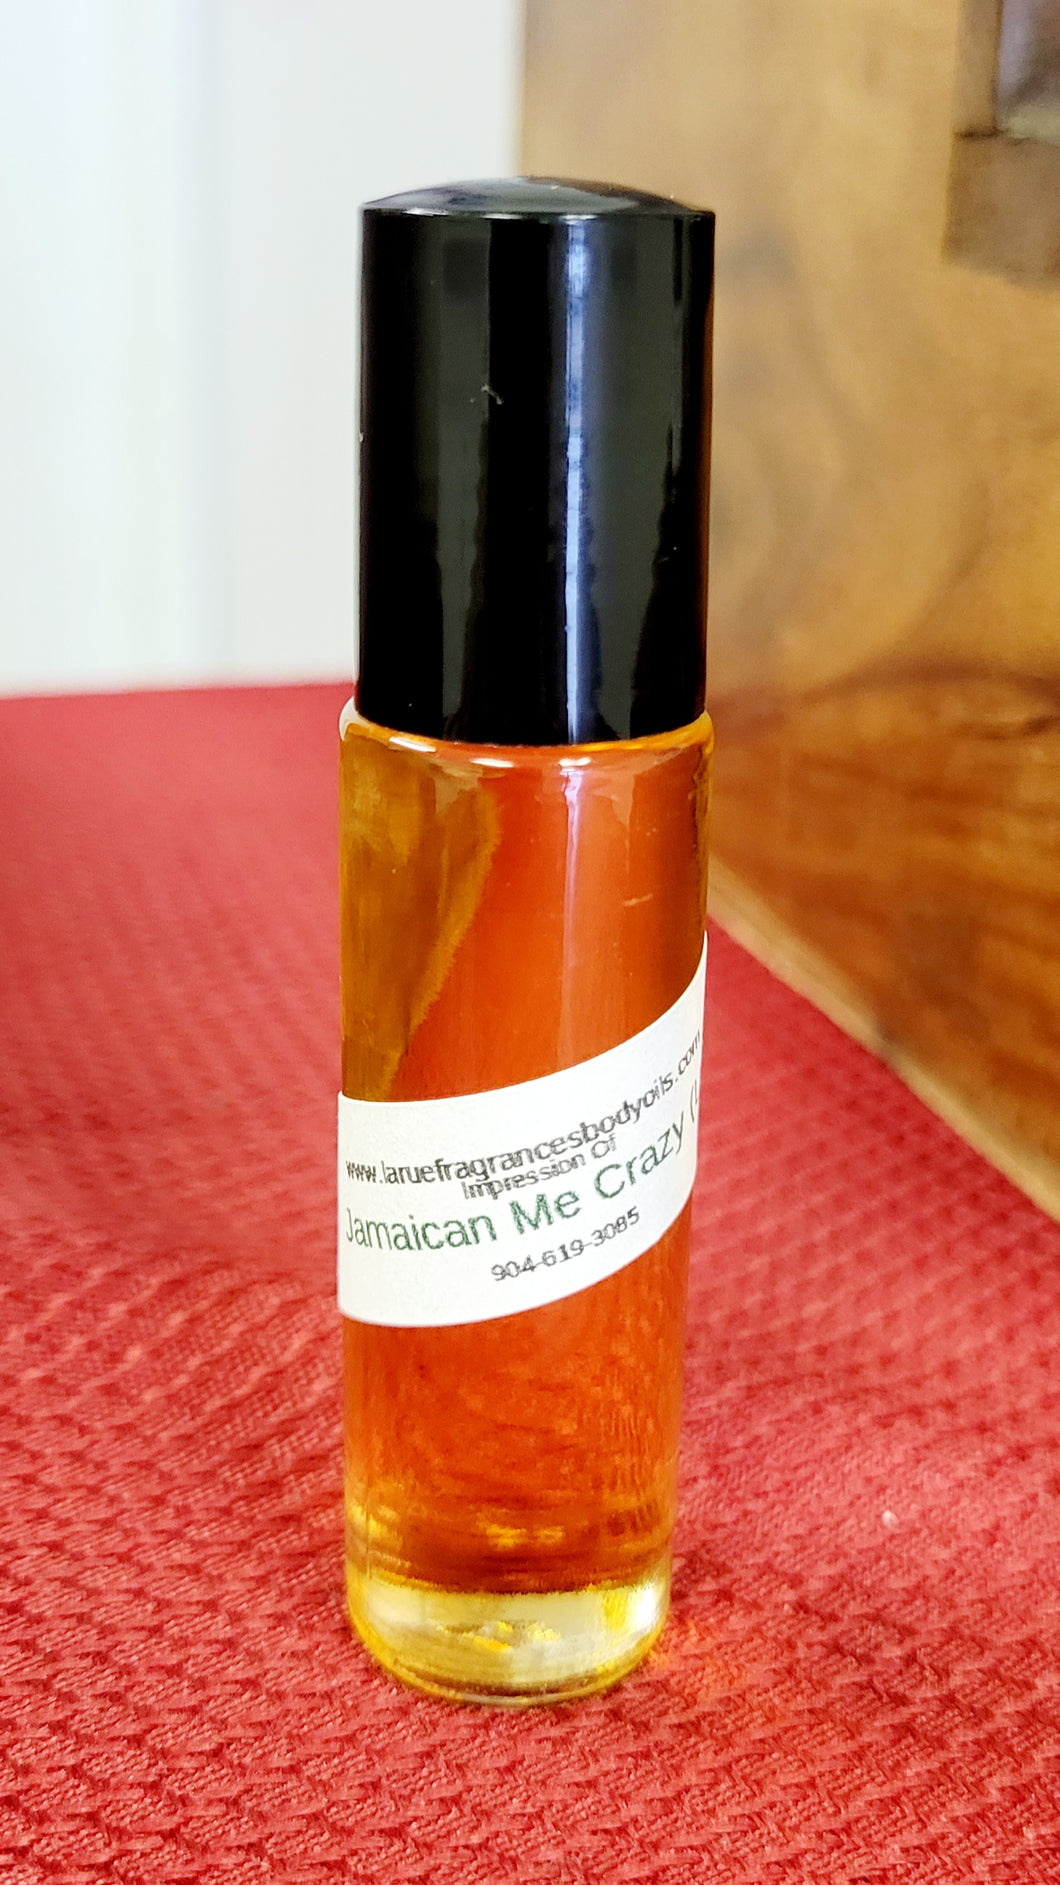 www.laruefragrancesbodyoils.com
Impression Of
Jamaican Me Crazy (
904-619-3085